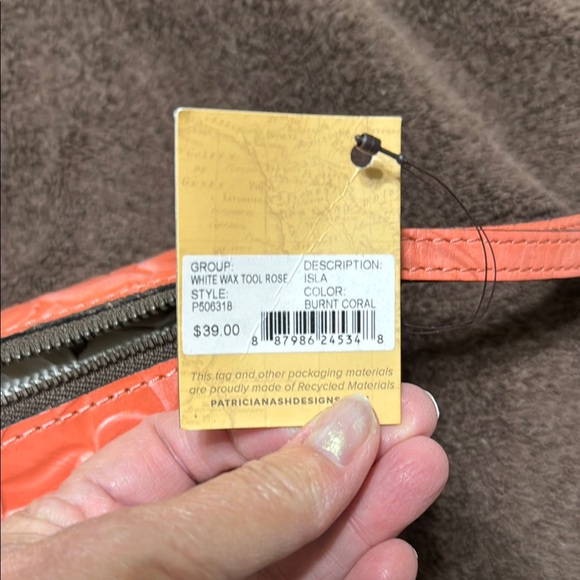 GROUP: DESCRIPTION:
WHITE WAX TOOL ROSE ISLA
STYLE: COLOR:
P506318 BURNT CORAL
$39.00
8 87986 24534 8
This tag and other packaging materials
are proudly made of Recycled Materials
PATRICIANASHDESIGNS.